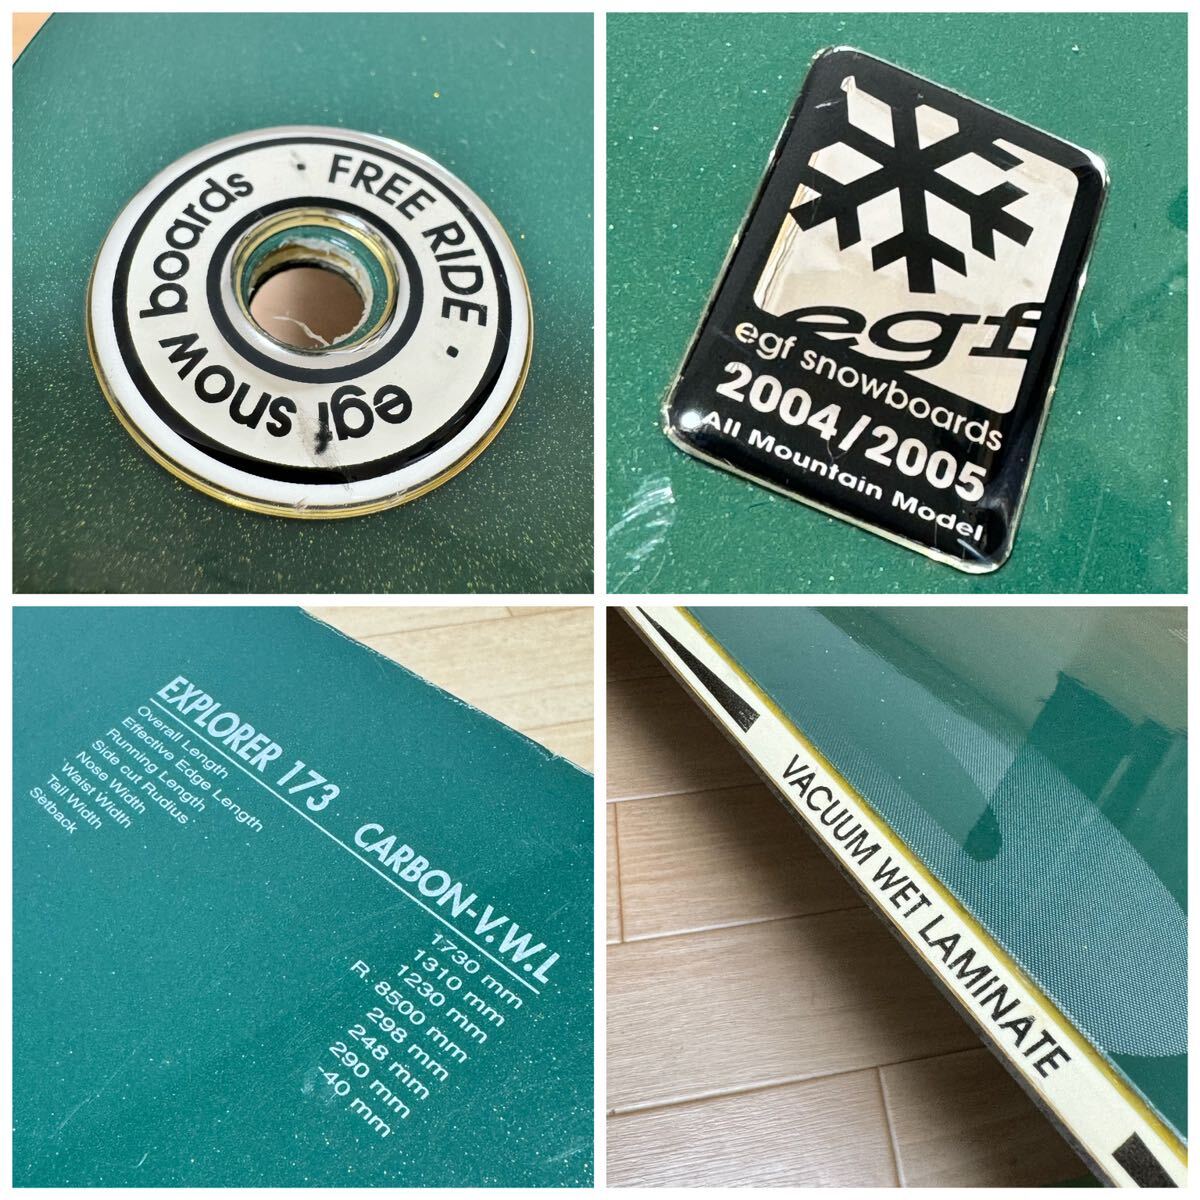 · FREE RIDE ·
egf snow boards
egf
egf snowboards
2004/2005
All Mountain Model
EXPLORER 173 CARBON-V.W.L
Overall Length 1730 mm
Effective Edge Length 1310 mm
Running Length 1230 mm
Side cut Rudius R. 8500 mm
Nose Width 298 mm
Waist Width 248 mm
Tail Width 290 mm
Setback -40 mm
VACUUM WET LAMINATE